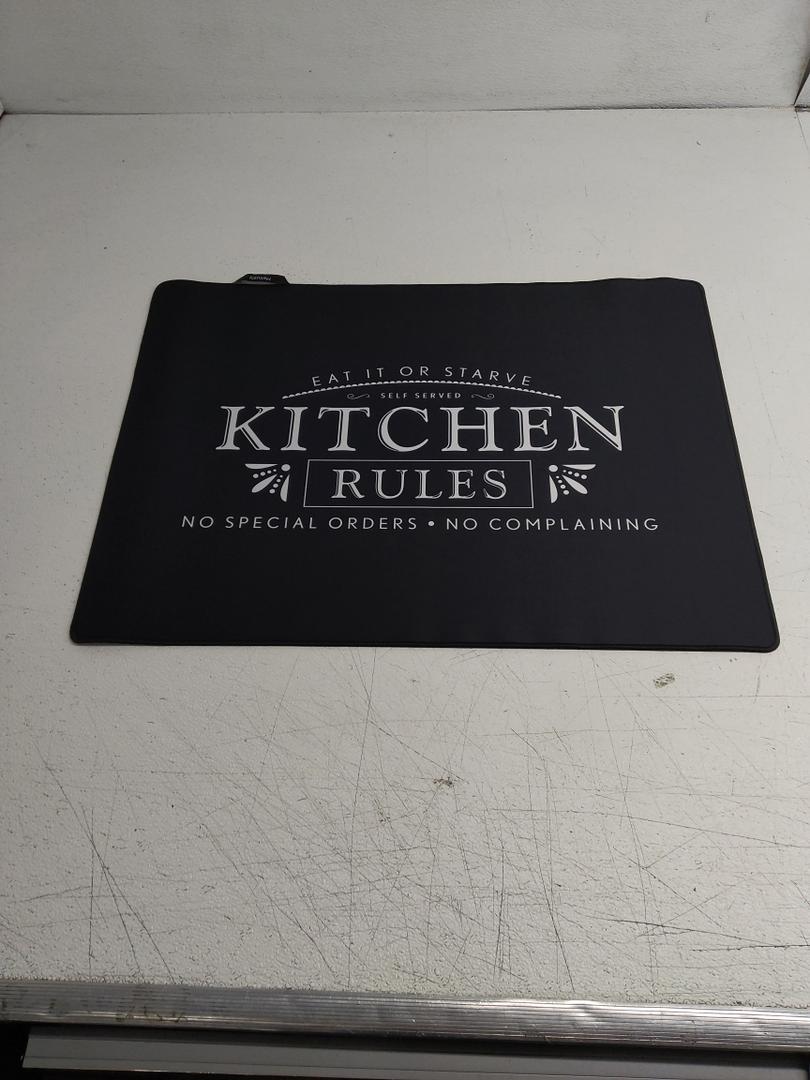 EAT IT OR STARVE
SELF SERVED
KITCHEN
RULES
NO SPECIAL ORDERS • NO COMPLAINING